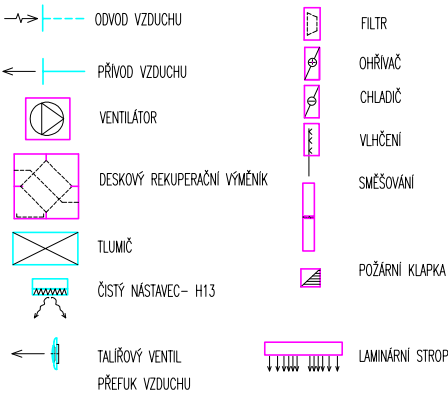 ODVOD VZDUCHU
PŘÍVOD VZDUCHU
VENTILÁTOR
DESKOVÝ REKUPERAČNÍ VÝMĚNÍK
TLUMIČ
ČISTÝ NÁSTAVEC– H13
TALÍŘOVÝ VENTIL
PŘEFUK VZDUCHU
FILTR
OHŘÍVAČ
CHLADIČ
VLHČENÍ
SMĚŠOVÁNÍ
POŽÁRNÍ KLAPKA
LAMINÁRNÍ STROP